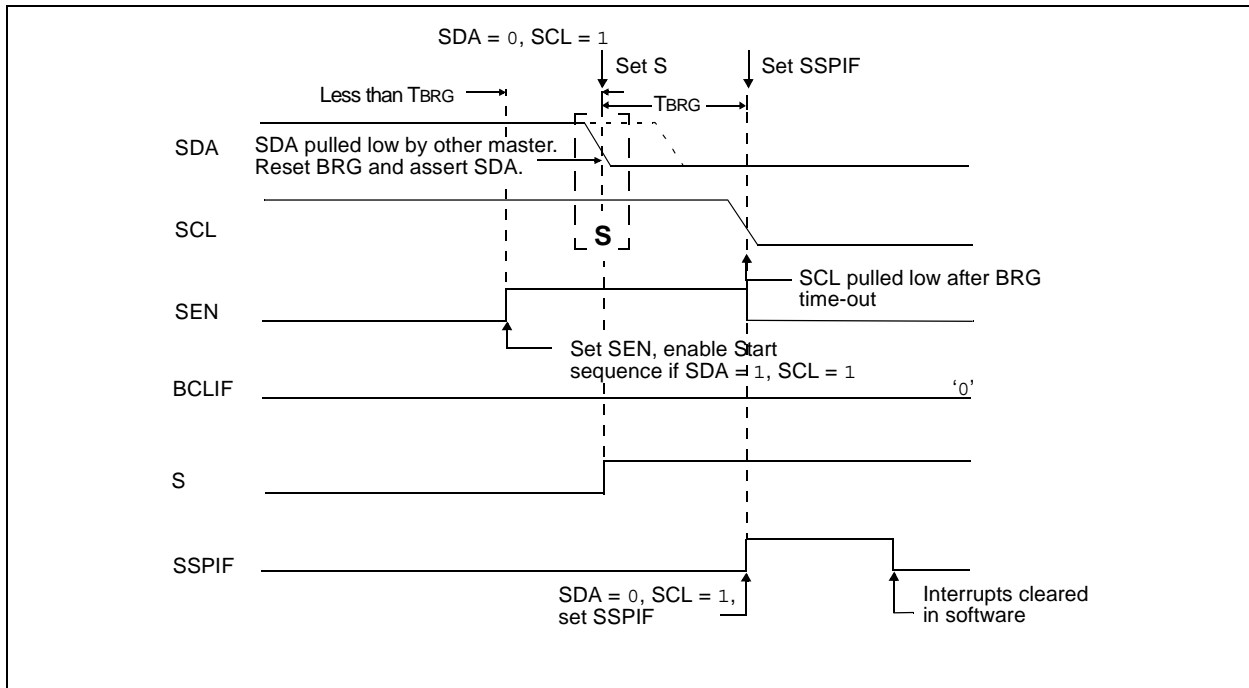 SDA = 0, SCL = 1
Set S
Set SSPIF
Less than TBRG
TBRG
SDA
SDA pulled low by other master.
Reset BRG and assert SDA.
SCL
S
SCL pulled low after BRG
time-out
SEN
Set SEN, enable Start
sequence if SDA = 1, SCL = 1
BCLIF
‘0’
S
SSPIF
SDA = 0, SCL = 1,
set SSPIF
Interrupts cleared
in software